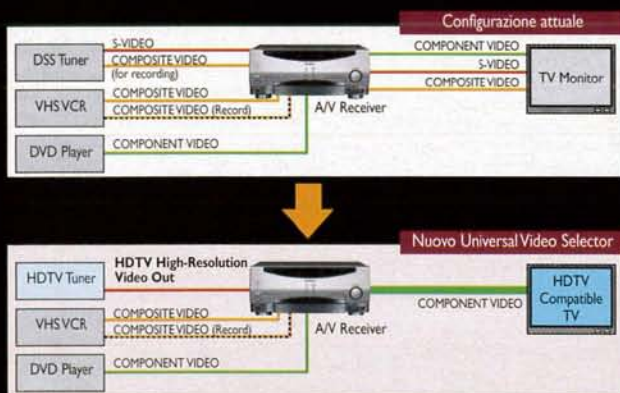 Configurazione attuale
DSS Tuner
S-VIDEO
COMPOSITE VIDEO
(for recording)
VHS VCR
COMPOSITE VIDEO
COMPOSITE VIDEO (Record)
DVD Player
COMPONENT VIDEO
A/V Receiver
COMPONENT VIDEO
S-VIDEO
COMPOSITE VIDEO
TV Monitor
Nuovo Universal Video Selector
HDTV Tuner
HDTV High-Resolution
Video Out
VHS VCR
COMPOSITE VIDEO
COMPOSITE VIDEO (Record)
DVD Player
COMPONENT VIDEO
A/V Receiver
COMPONENT VIDEO
HDTV
Compatible
TV